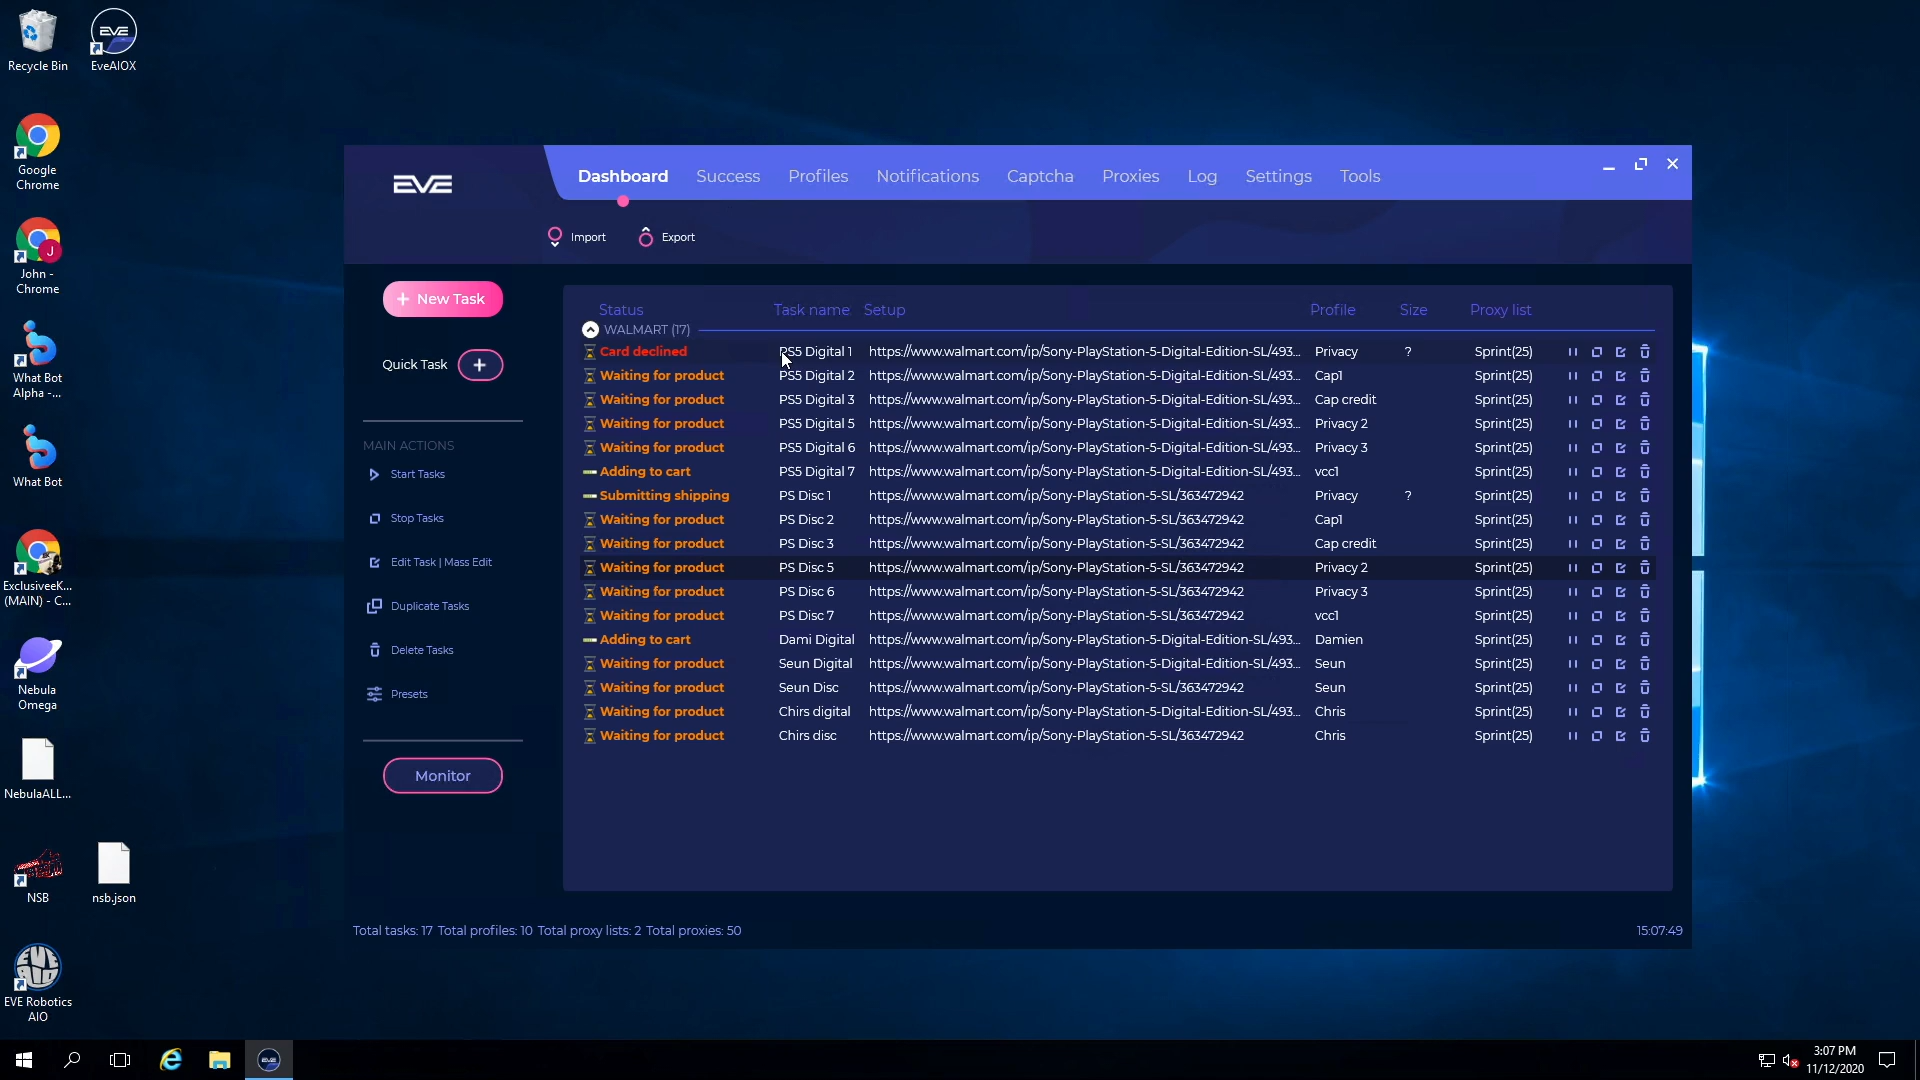 Recycle Bin
EveAIOX
Google
Chrome
John -
Chrome
What Bot
Alpha -...
What Bot
ExclusiveeK...
(MAIN) - C...
Nebula
Omega
NebulaALL...
NSB
nsb.json
EVE Robotics
AIO
EVE
Dashboard Success Profiles Notifications Captcha Proxies Log Settings Tools
Import Export
+ New Task
Quick Task +
MAIN ACTIONS
Start Tasks
Stop Tasks
Edit Task | Mass Edit
Duplicate Tasks
Delete Tasks
Presets
Monitor
Status Task name Setup Profile Size Proxy list
WALMART (17)
Card declined PS5 Digital 1 https://www.walmart.com/ip/Sony-PlayStation-5-Digital-Edition-SL/493... Privacy ? Sprint(25)
Waiting for product PS5 Digital 2 https://www.walmart.com/ip/Sony-PlayStation-5-Digital-Edition-SL/493... Cap1 Sprint(25)
Waiting for product PS5 Digital 3 https://www.walmart.com/ip/Sony-PlayStation-5-Digital-Edition-SL/493... Cap credit Sprint(25)
Waiting for product PS5 Digital 5 https://www.walmart.com/ip/Sony-PlayStation-5-Digital-Edition-SL/493... Privacy 2 Sprint(25)
Waiting for product PS5 Digital 6 https://www.walmart.com/ip/Sony-PlayStation-5-Digital-Edition-SL/493... Privacy 3 Sprint(25)
Adding to cart PS5 Digital 7 https://www.walmart.com/ip/Sony-PlayStation-5-Digital-Edition-SL/493... vcc1 Sprint(25)
Submitting shipping PS Disc 1 https://www.walmart.com/ip/Sony-PlayStation-5-SL/363472942 Privacy ? Sprint(25)
Waiting for product PS Disc 2 https://www.walmart.com/ip/Sony-PlayStation-5-SL/363472942 Cap1 Sprint(25)
Waiting for product PS Disc 3 https://www.walmart.com/ip/Sony-PlayStation-5-SL/363472942 Cap credit Sprint(25)
Waiting for product PS Disc 5 https://www.walmart.com/ip/Sony-PlayStation-5-SL/363472942 Privacy 2 Sprint(25)
Waiting for product PS Disc 6 https://www.walmart.com/ip/Sony-PlayStation-5-SL/363472942 Privacy 3 Sprint(25)
Waiting for product PS Disc 7 https://www.walmart.com/ip/Sony-PlayStation-5-SL/363472942 vcc1 Sprint(25)
Adding to cart Dami Digital https://www.walmart.com/ip/Sony-PlayStation-5-Digital-Edition-SL/493... Damien Sprint(25)
Waiting for product Seun Digital https://www.walmart.com/ip/Sony-PlayStation-5-Digital-Edition-SL/493... Seun Sprint(25)
Waiting for product Seun Disc https://www.walmart.com/ip/Sony-PlayStation-5-SL/363472942 Seun Sprint(25)
Waiting for product Chirs digital https://www.walmart.com/ip/Sony-PlayStation-5-Digital-Edition-SL/493... Chris Sprint(25)
Waiting for product Chirs disc https://www.walmart.com/ip/Sony-PlayStation-5-SL/363472942 Chris Sprint(25)
Total tasks: 17 Total profiles: 10 Total proxy lists: 2 Total proxies: 50
15:07:49
3:07 PM
11/12/2020